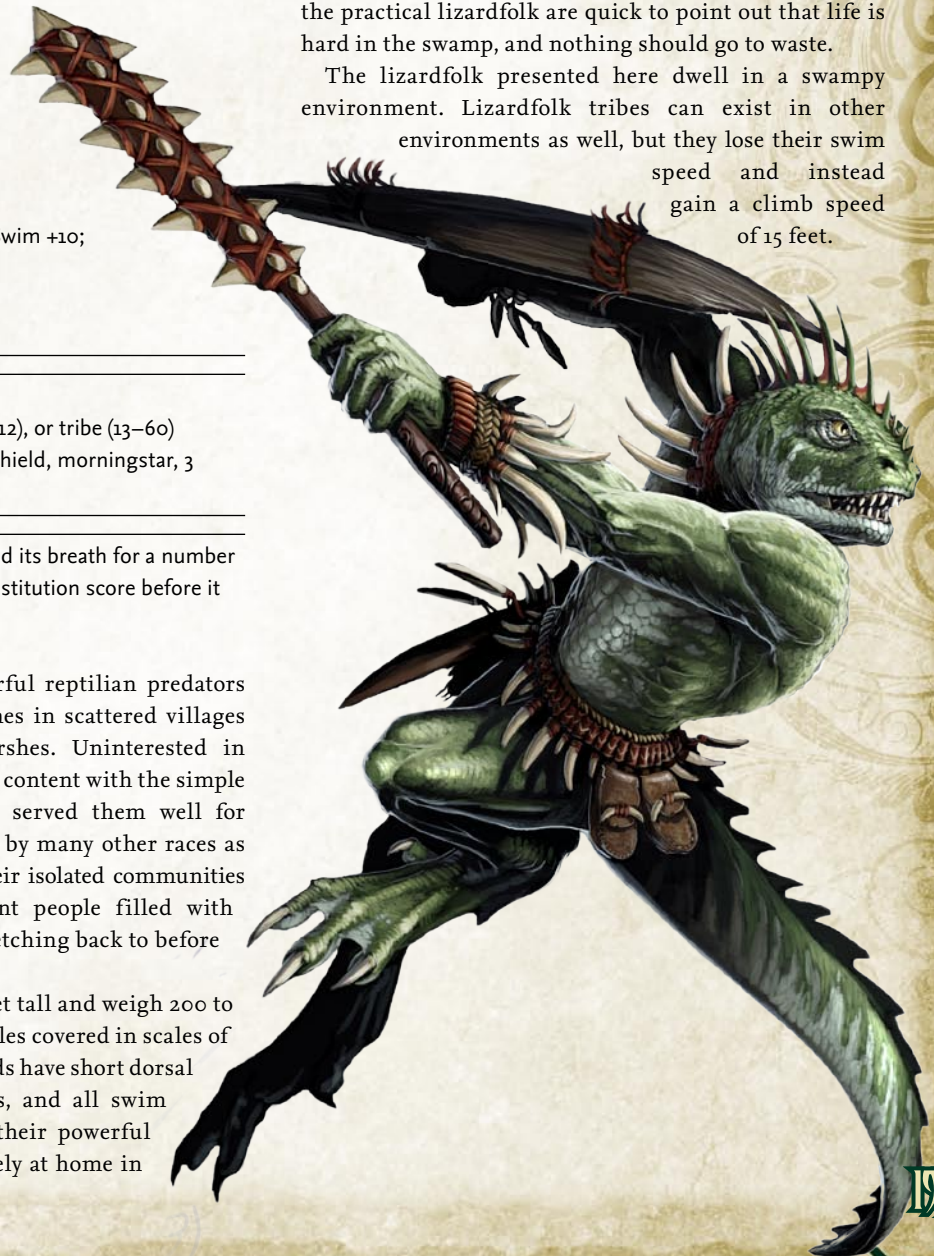 wim +10;
12), or tribe (13–60)
hield, morningstar, 3
d its breath for a number
stitution score before it
rful reptilian predators
es in scattered villages
rshes. Uninterested in
content with the simple
served them well for
by many other races as
eir isolated communities
nt people filled with
etching back to before
et tall and weigh 200 to
les covered in scales of
ds have short dorsal
s, and all swim
their powerful
ely at home in
the practical lizardfolk are quick to point out that life is
hard in the swamp, and nothing should go to waste.
The lizardfolk presented here dwell in a swampy
environment. Lizardfolk tribes can exist in other
environments as well, but they lose their swim
speed and instead
gain a climb speed
of 15 feet.